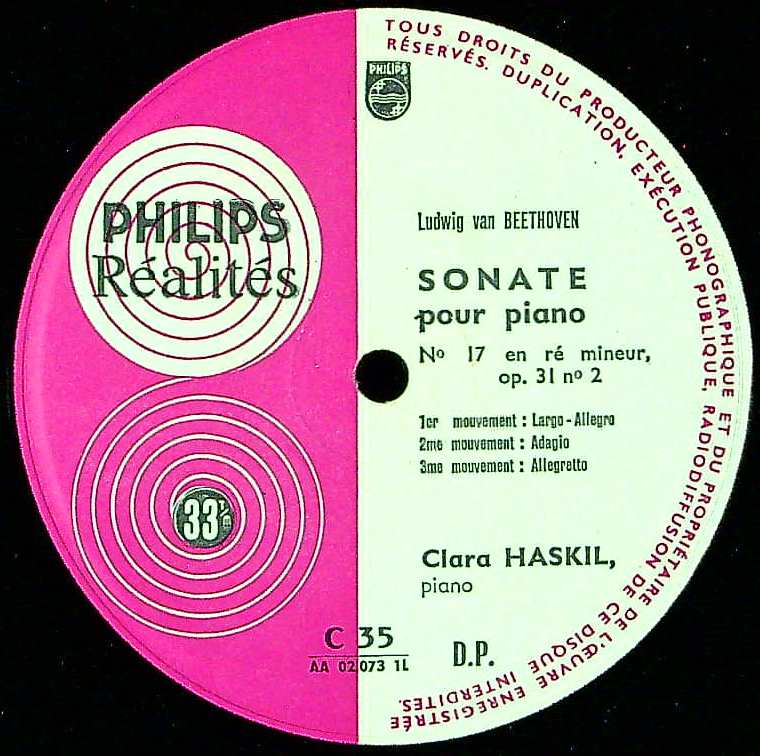 TOUS DROITS DU PRODUCTEUR PHONOGRAPHIQUE ET DU PROPRIÉTAIRE DE L'ŒUVRE ENREGISTRÉE
RÉSERVÉS. DUPLICATION, EXÉCUTION PUBLIQUE, RADIODIFFUSION DE CE DISQUE INTERDITES.
PHILIPS
PHILIPS
Réalités
Ludwig van BEETHOVEN
SONATE
pour piano
No 17 en ré mineur,
op. 31 no 2
1er mouvement : Largo-Allegro
2me mouvement : Adagio
3me mouvement : Allegretto
33 1/3
Clara HASKIL,
piano
C 35
AA 02 073 1L
D.P.